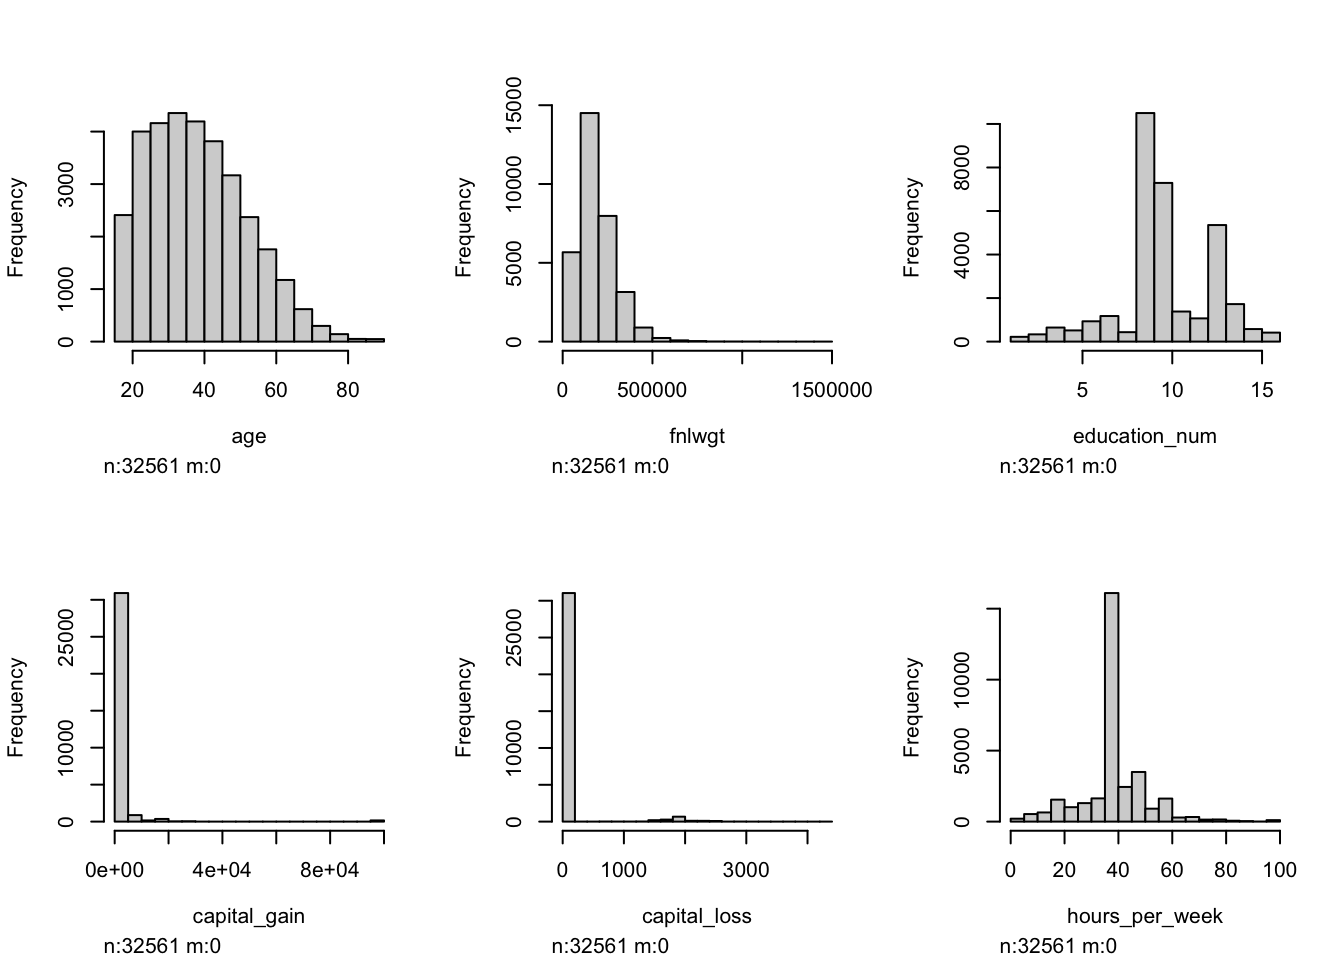 Frequency
0 1000 3000
20 40 60 80
age
n:32561 m:0
Frequency
0 5000 10000 15000
0 500000 1500000
fnlwgt
n:32561 m:0
Frequency
0 4000 8000
5 10 15
education_num
n:32561 m:0
Frequency
0 10000 25000
0e+00 4e+04 8e+04
capital_gain
n:32561 m:0
Frequency
0 10000 25000
0 1000 3000
capital_loss
n:32561 m:0
Frequency
0 5000 10000
0 20 40 60 80 100
hours_per_week
n:32561 m:0